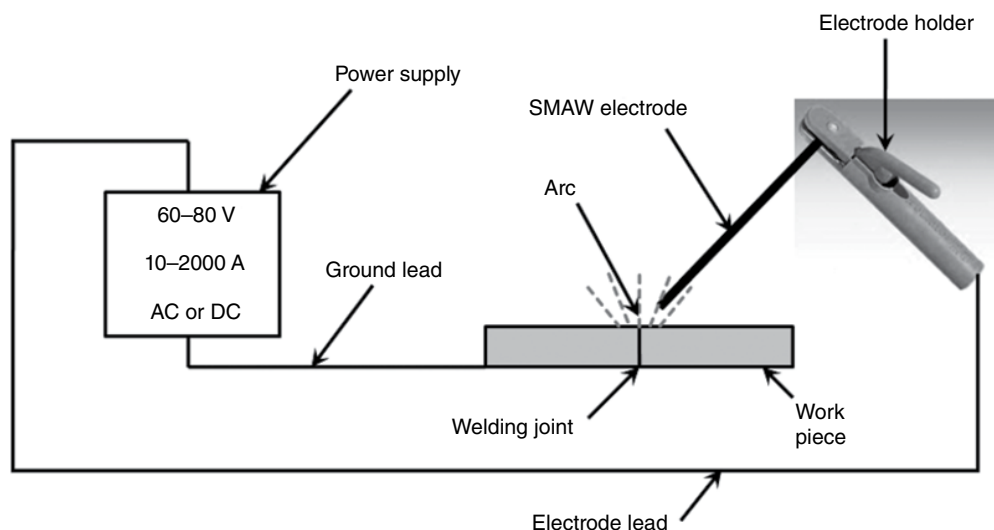 Electrode holder
Power supply
SMAW electrode
Arc
60–80 V
10–2000 A
AC or DC
Ground lead
Welding joint
Work
piece
Electrode lead